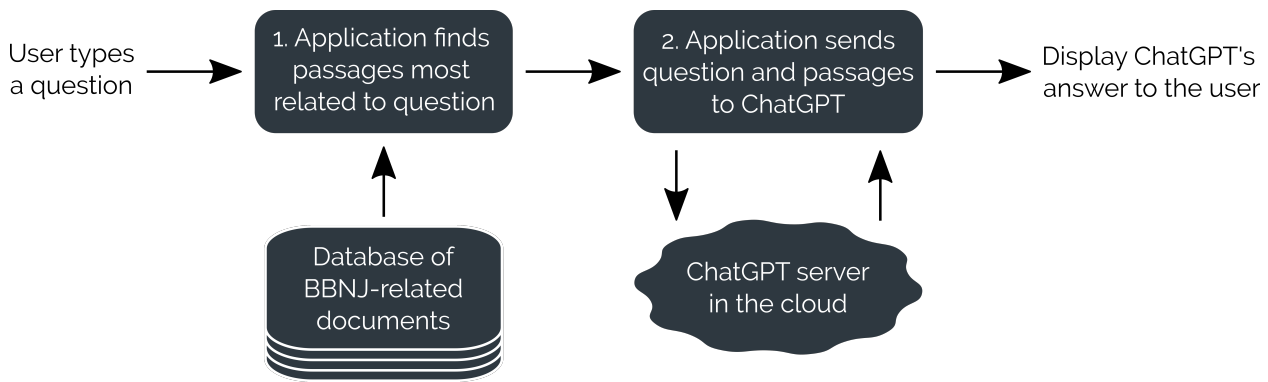 User types
a question
1. Application finds
passages most
related to question
2. Application sends
question and passages
to ChatGPT
Display ChatGPT's
answer to the user
Database of
BBNJ-related
documents
ChatGPT server
in the cloud